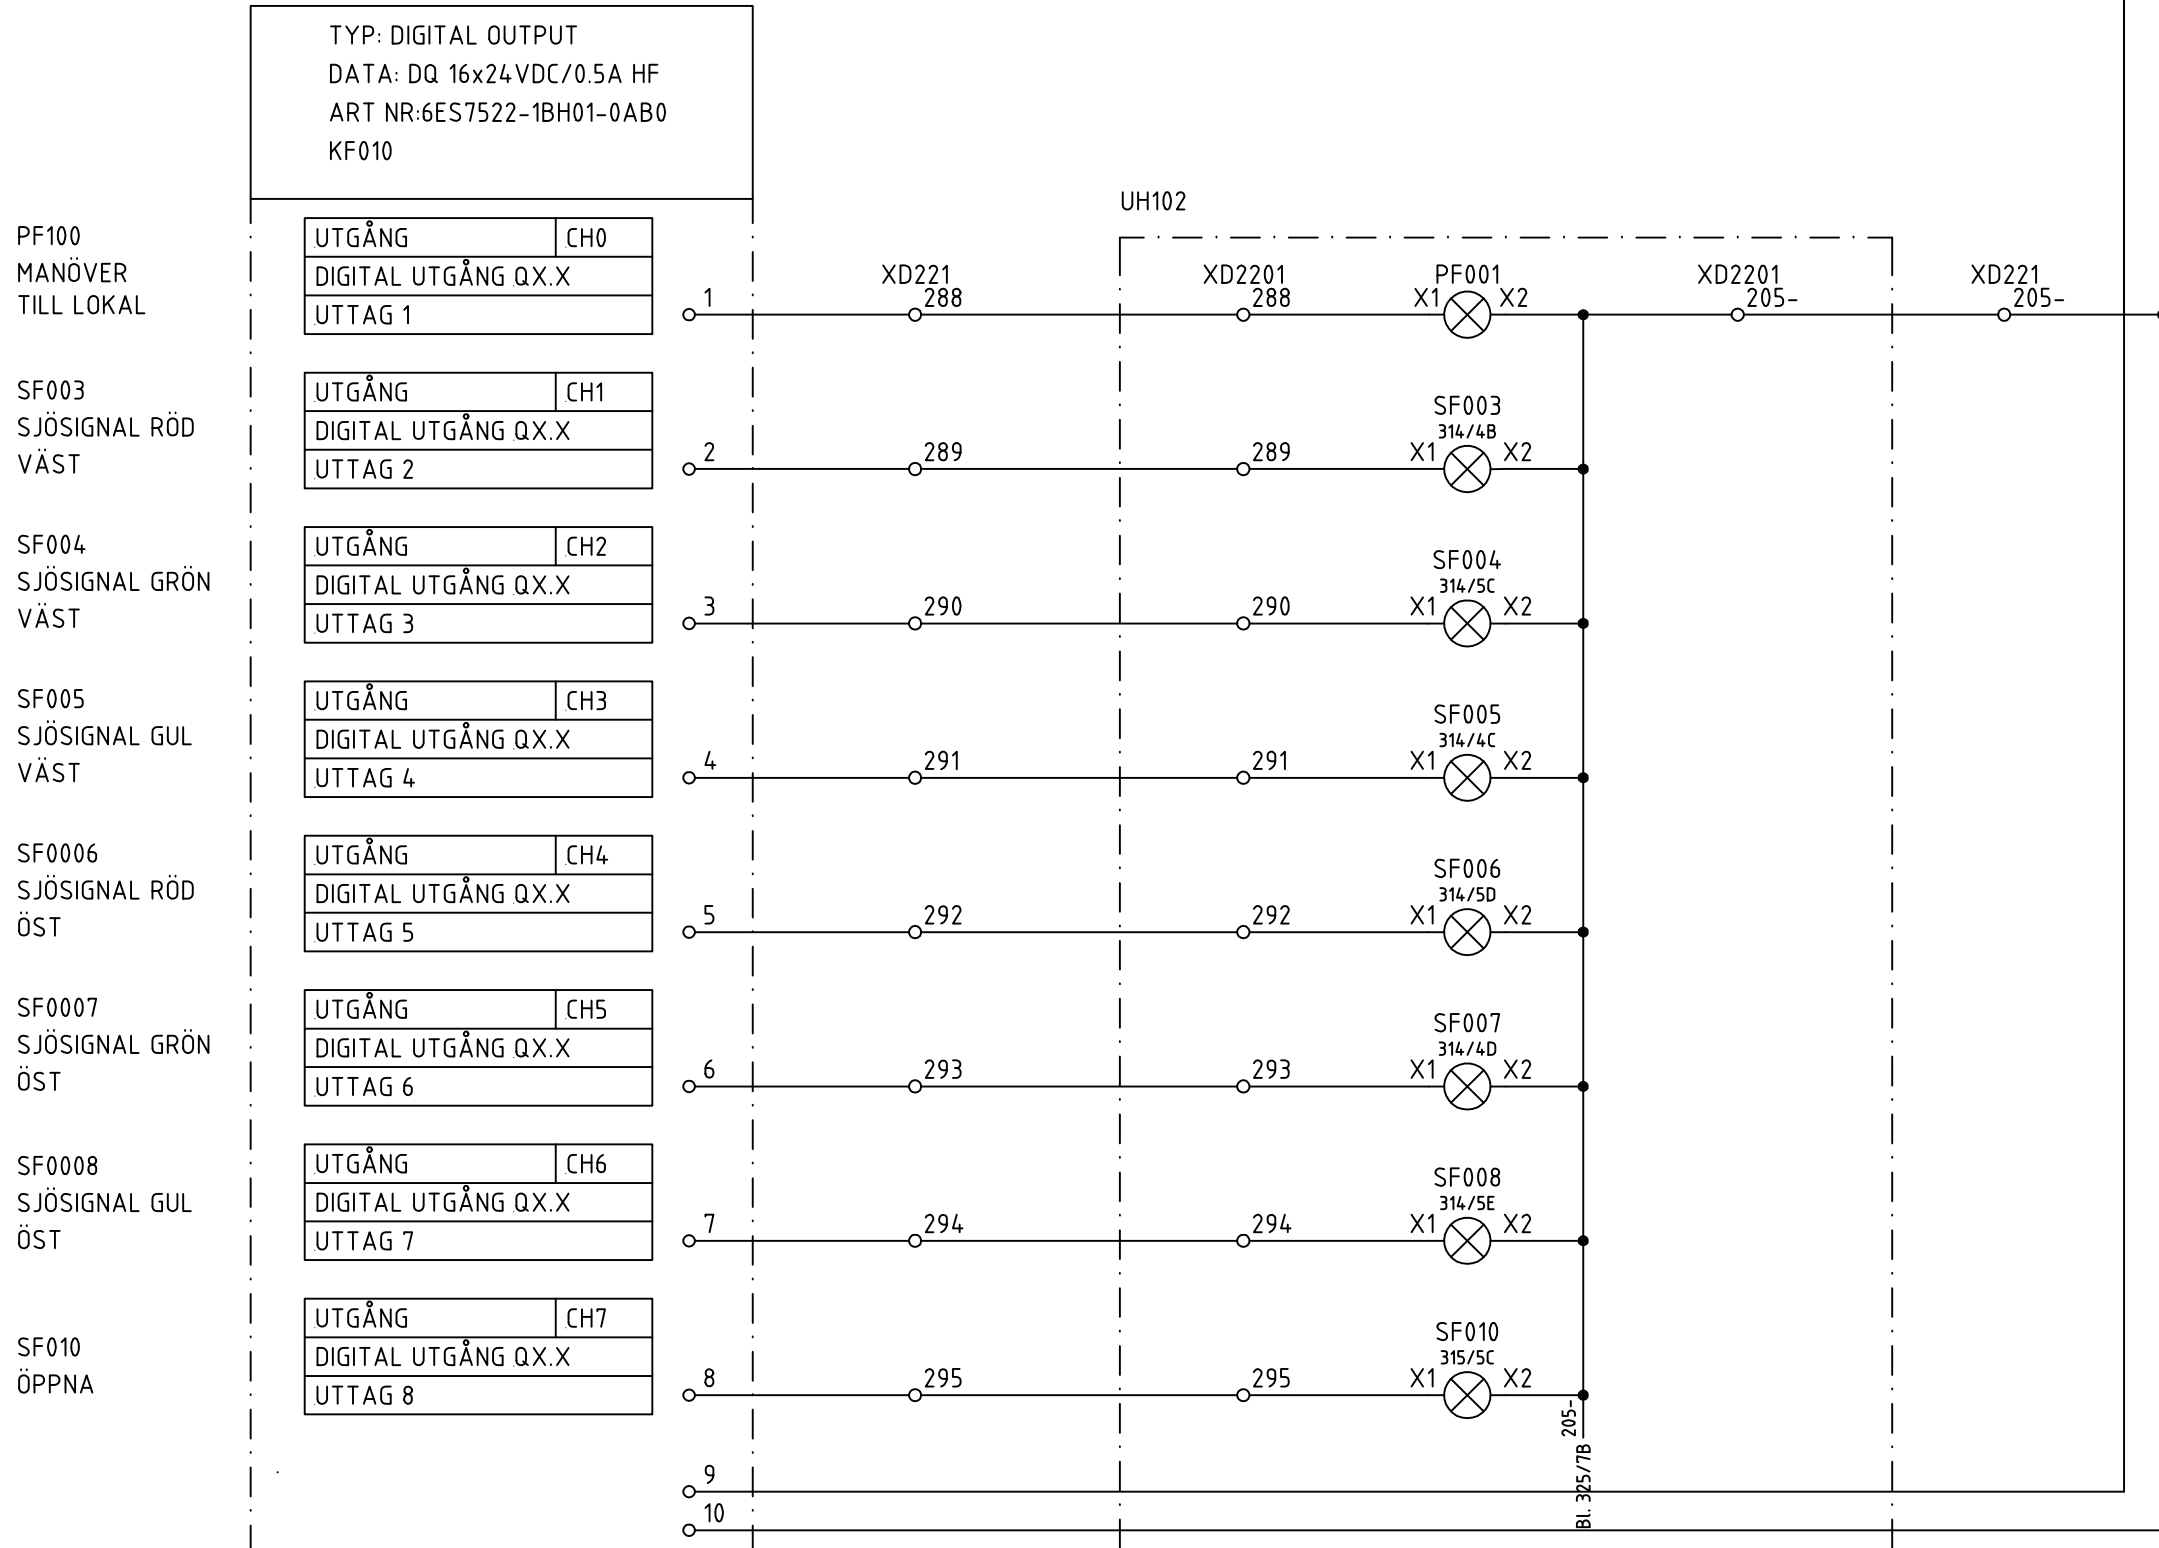 TYP: DIGITAL OUTPUT
DATA: DQ 16x24VDC/0.5A HF
ART NR:6ES7522-1BH01-0AB0
KF010
UH102
PF100
MANÖVER
TILL LOKAL
UTGÅNG CH0
DIGITAL UTGÅNG QX.X
UTTAG 1
XD221 XD2201 PF001 XD2201 XD221
1 288 288 X1 X2 205- 205-
SF003
SJÖSIGNAL RÖD
VÄST
UTGÅNG CH1
DIGITAL UTGÅNG QX.X
UTTAG 2
SF003
314/4B
2 289 289 X1 X2
SF004
SJÖSIGNAL GRÖN
VÄST
UTGÅNG CH2
DIGITAL UTGÅNG QX.X
UTTAG 3
SF004
314/5C
3 290 290 X1 X2
SF005
SJÖSIGNAL GUL
VÄST
UTGÅNG CH3
DIGITAL UTGÅNG QX.X
UTTAG 4
SF005
314/4C
4 291 291 X1 X2
SF0006
SJÖSIGNAL RÖD
ÖST
UTGÅNG CH4
DIGITAL UTGÅNG QX.X
UTTAG 5
SF006
314/5D
5 292 292 X1 X2
SF0007
SJÖSIGNAL GRÖN
ÖST
UTGÅNG CH5
DIGITAL UTGÅNG QX.X
UTTAG 6
SF007
314/4D
6 293 293 X1 X2
SF0008
SJÖSIGNAL GUL
ÖST
UTGÅNG CH6
DIGITAL UTGÅNG QX.X
UTTAG 7
SF008
314/5E
7 294 294 X1 X2
SF010
ÖPPNA
UTGÅNG CH7
DIGITAL UTGÅNG QX.X
UTTAG 8
SF010
315/5C
8 295 295 X1 X2
205-
Bl. 325/7B
9
10